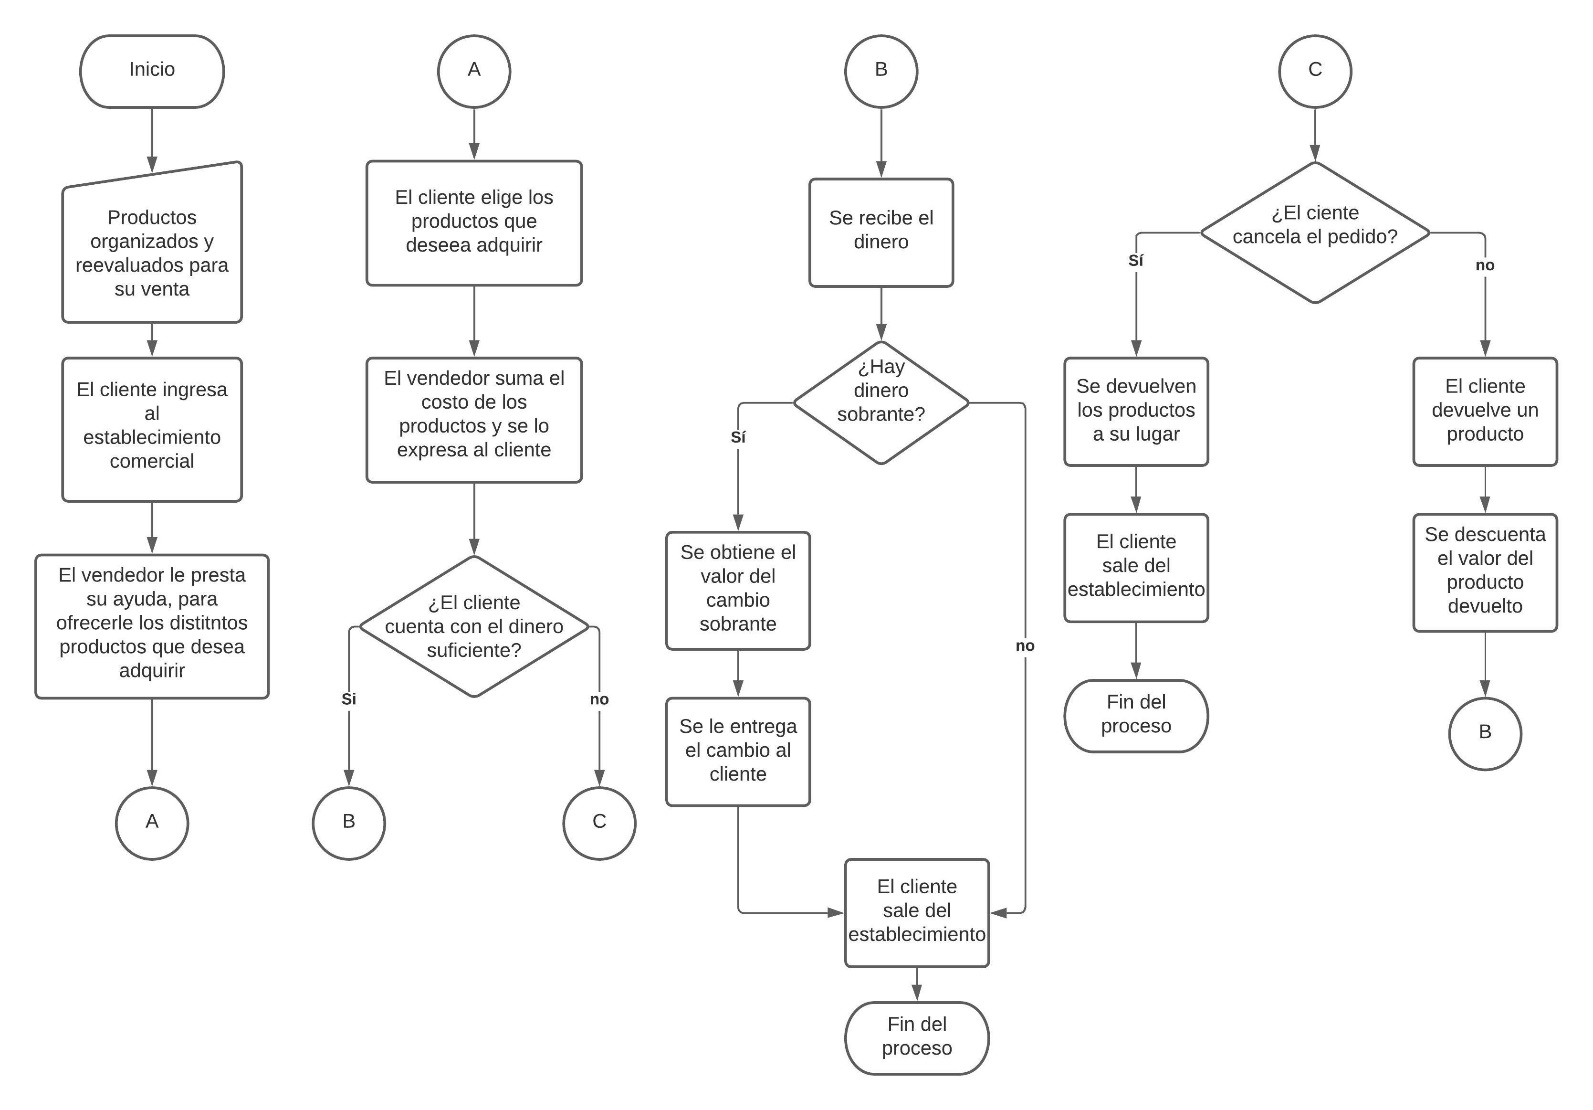 Inicio
Productos
organizados y
reevaluados para
su venta
El cliente ingresa
al
establecimiento
comercial
El vendedor le presta
su ayuda, para
ofrecerle los distitntos
productos que desea
adquirir
A
A
El cliente elige los
productos que
deseea adquirir
El vendedor suma el
costo de los
productos y se lo
expresa al cliente
¿El cliente
cuenta con el dinero
suficiente?
Si
no
B
C
B
Se recibe el
dinero
¿Hay
dinero
sobrante?
Sí
no
Se obtiene el
valor del
cambio
sobrante
Se le entrega
el cambio al
cliente
El cliente
sale del
establecimiento
Fin del
proceso
C
¿El ciente
cancela el pedido?
Sí
no
Se devuelven
los productos
a su lugar
El cliente
sale del
establecimiento
Fin del
proceso
El cliente
devuelve un
producto
Se descuenta
el valor del
producto
devuelto
B